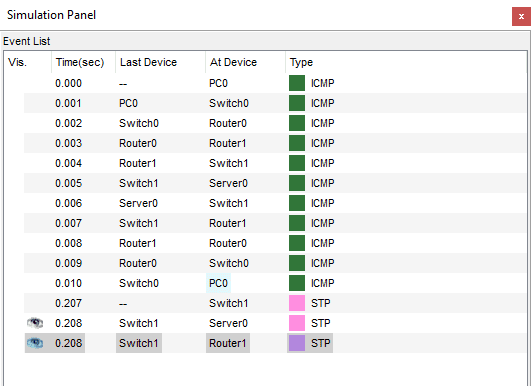 Simulation Panel x
Event List
Vis. Time(sec) Last Device At Device Type
0.000 -- PC0 ICMP
0.001 PC0 Switch0 ICMP
0.002 Switch0 Router0 ICMP
0.003 Router0 Router1 ICMP
0.004 Router1 Switch1 ICMP
0.005 Switch1 Server0 ICMP
0.006 Server0 Switch1 ICMP
0.007 Switch1 Router1 ICMP
0.008 Router1 Router0 ICMP
0.009 Router0 Switch0 ICMP
0.010 Switch0 PC0 ICMP
0.207 -- Switch1 STP
0.208 Switch1 Server0 STP
0.208 Switch1 Router1 STP